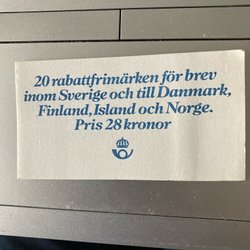 20 rabattfrimärken för brev
inom Sverige och till Danmark,
Finland, Island och Norge.
Pris 28 kronor